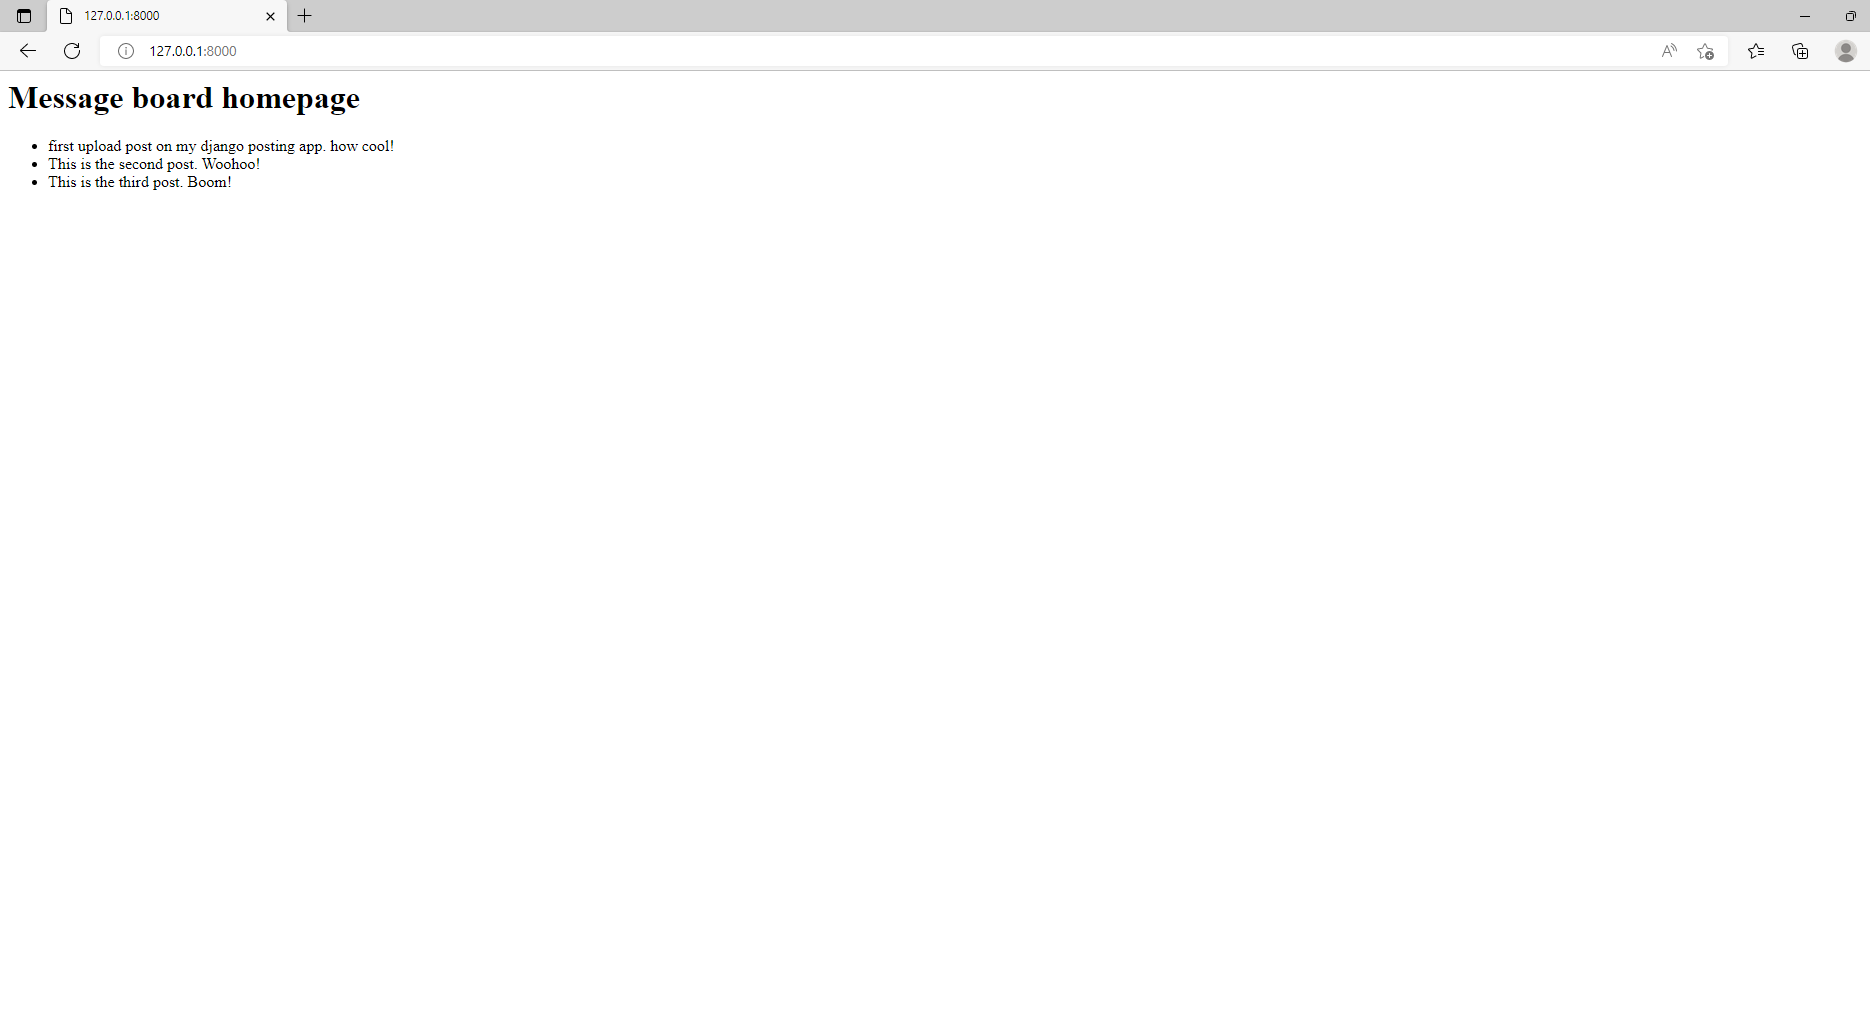 127.0.0.1:8000
127.0.0.1:8000
Message board homepage
first upload post on my django posting app. how cool!
This is the second post. Woohoo!
This is the third post. Boom!